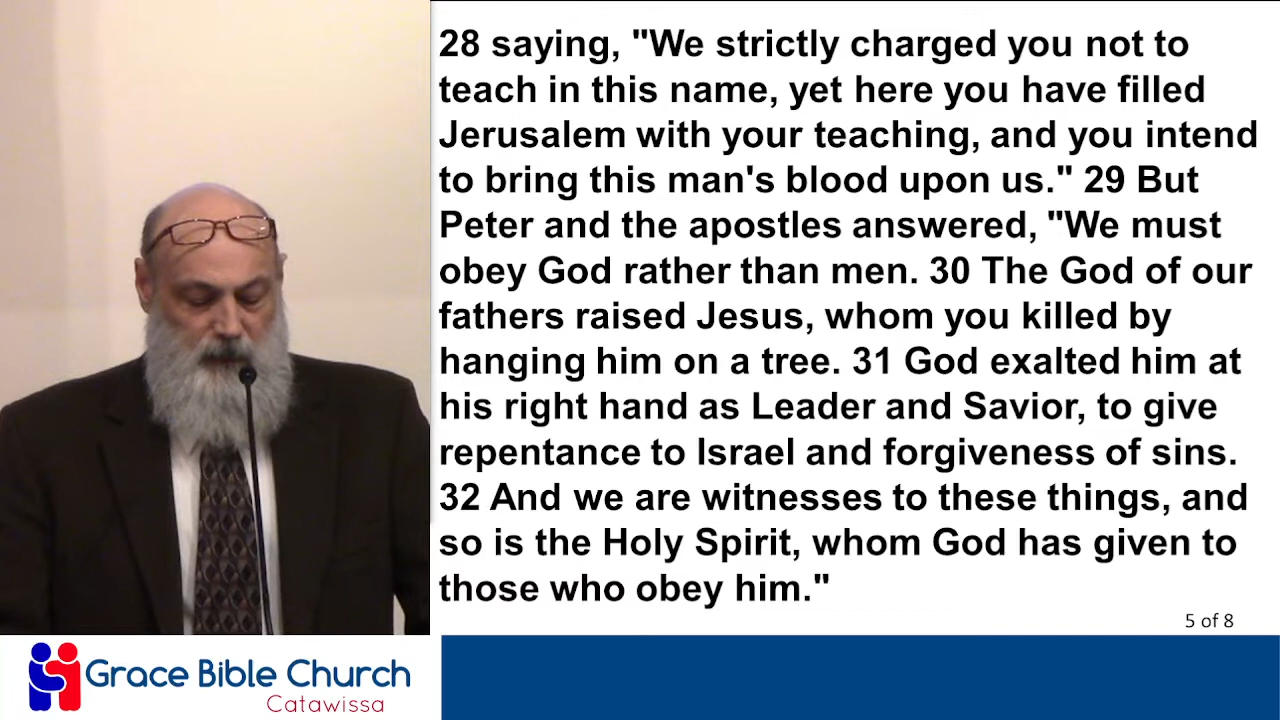 28 saying, "We strictly charged you not to
teach in this name, yet here you have filled
Jerusalem with your teaching, and you intend
to bring this man's blood upon us." 29 But
Peter and the apostles answered, "We must
obey God rather than men. 30 The God of our
fathers raised Jesus, whom you killed by
hanging him on a tree. 31 God exalted him at
his right hand as Leader and Savior, to give
repentance to Israel and forgiveness of sins.
32 And we are witnesses to these things, and
so is the Holy Spirit, whom God has given to
those who obey him."
5 of 8
Grace Bible Church
Catawissa